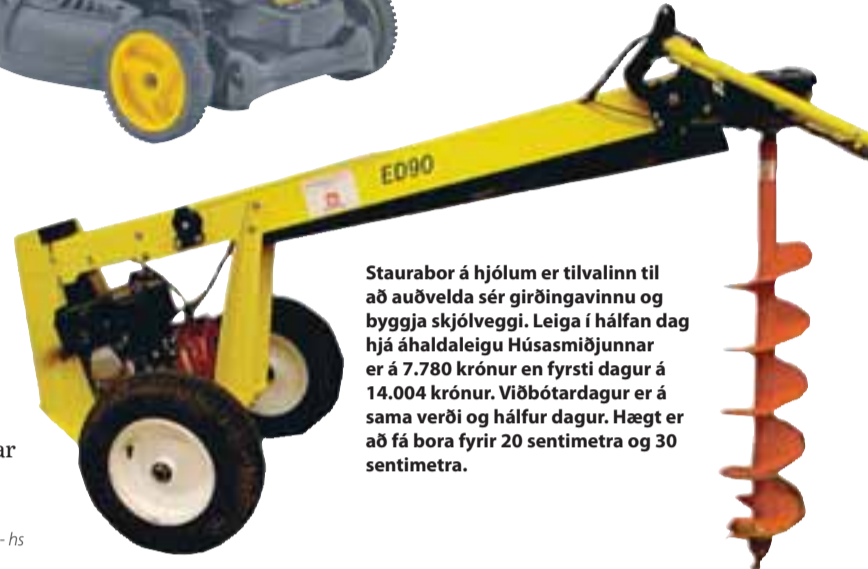 ED90
Staurabor á hjólum er tilvalinn til
að auðvelda sér girðingavinnu og
byggja skjólveggi. Leiga í hálfan dag
hjá áhaldaleigu Húsasmiðjunnar
er á 7.780 krónur en fyrsti dagur á
14.004 krónur. Viðbótardagur er á
sama verði og hálfur dagur. Hægt er
að fá bora fyrir 20 sentimetra og 30
sentimetra.
ar
- hs